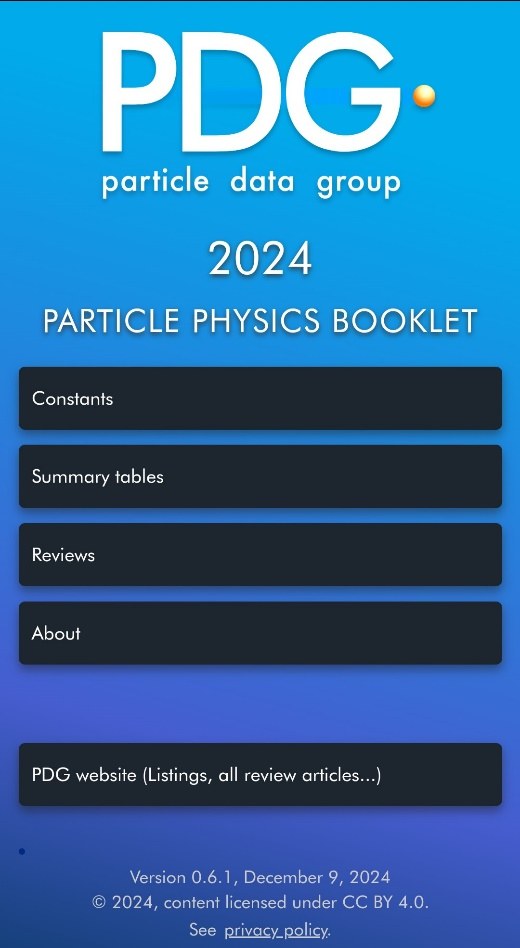 PDG
particle data group
2024
PARTICLE PHYSICS BOOKLET
Constants
Summary tables
Reviews
About
PDG website (Listings, all review articles...)
Version 0.6.1, December 9, 2024
© 2024, content licensed under CC BY 4.0.
See privacy policy.